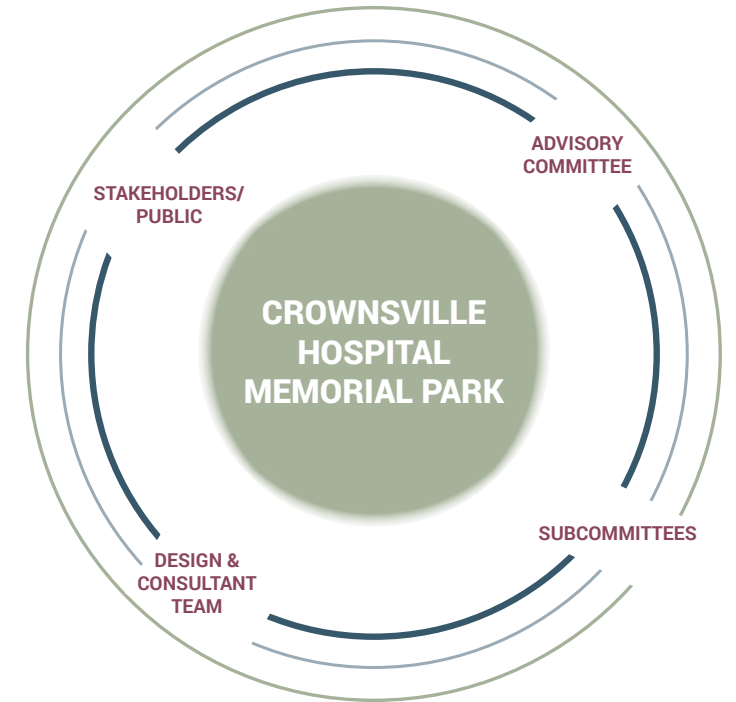 ADVISORY
COMMITTEE
STAKEHOLDERS/
PUBLIC
CROWNSVILLE
HOSPITAL
MEMORIAL PARK
SUBCOMMITTEES
DESIGN &
CONSULTANT
TEAM